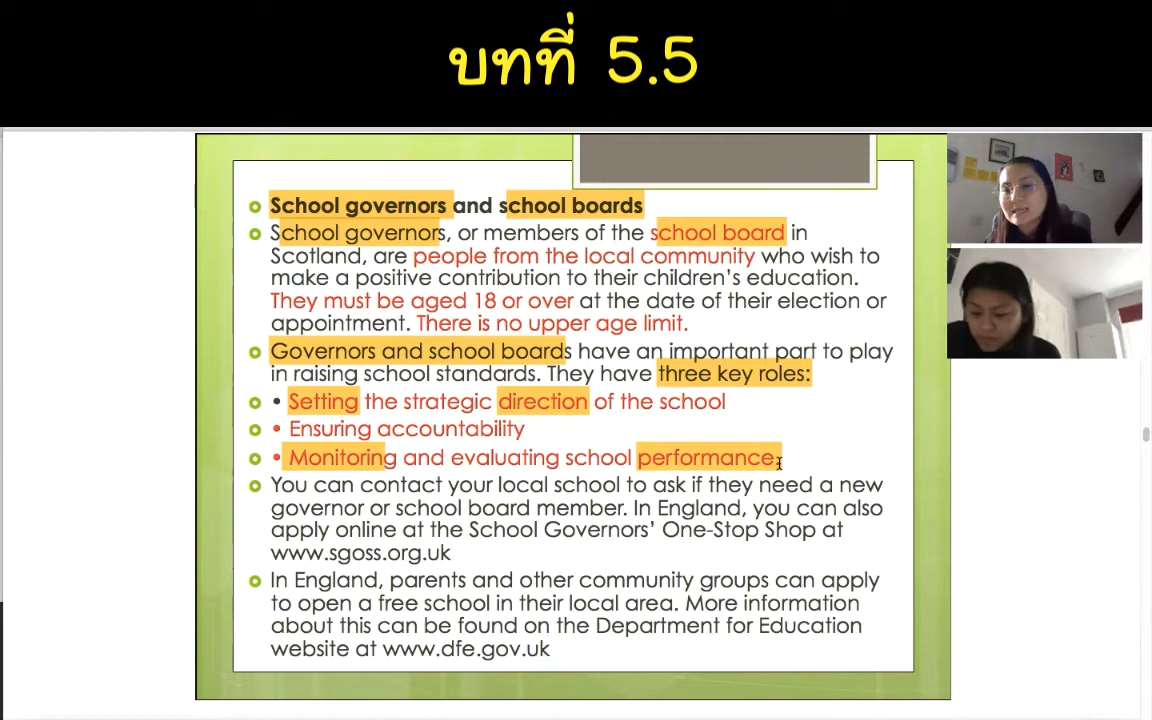 บทที่ 5.5
School governors and school boards
School governors, or members of the school board in
Scotland, are people from the local community who wish to
make a positive contribution to their children’s education.
They must be aged 18 or over at the date of their election or
appointment. There is no upper age limit.
Governors and school boards have an important part to play
in raising school standards. They have three key roles:
• Setting the strategic direction of the school
• Ensuring accountability
• Monitoring and evaluating school performance.
You can contact your local school to ask if they need a new
governor or school board member. In England, you can also
apply online at the School Governors’ One-Stop Shop at
www.sgoss.org.uk
In England, parents and other community groups can apply
to open a free school in their local area. More information
about this can be found on the Department for Education
website at www.dfe.gov.uk